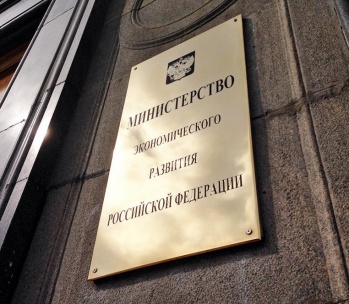 МИНИСТЕРСТВО
ЭКОНОМИЧЕСКОГО
РАЗВИТИЯ
РОССИЙСКОЙ ФЕДЕРАЦИИ